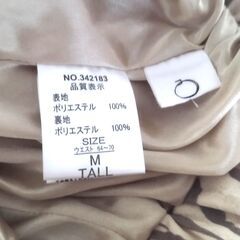 NO.342183
品質表示
表地
ポリエステル 100%
裏地
ポリエステル 100%
SIZE
ウエスト 64~70
M
TALL